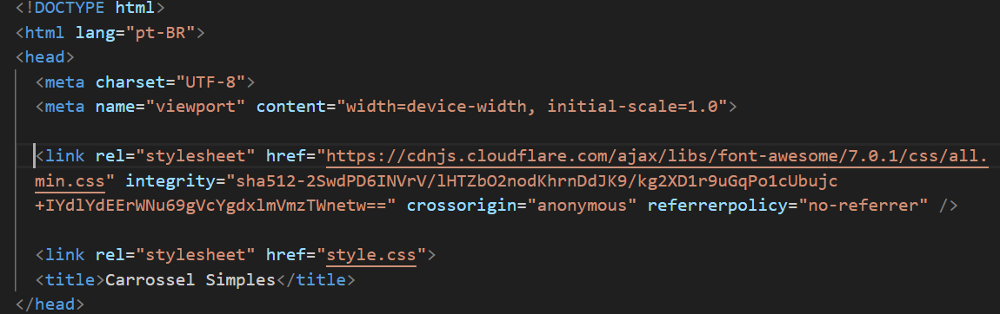 <!DOCTYPE html>
<html lang="pt-BR">
<head>
<meta charset="UTF-8">
<meta name="viewport" content="width=device-width, initial-scale=1.0">
<link rel="stylesheet" href="https://cdnjs.cloudflare.com/ajax/libs/font-awesome/7.0.1/css/all.
min.css" integrity="sha512-2SwdPD6INVrV/lHTZbO2nodKhrnDdJK9/kg2XD1r9uGqPo1cUbujc
+IYdlYdEErWNu69gVcYgdxlmVmzTWnetw==" crossorigin="anonymous" referrerpolicy="no-referrer" />
<link rel="stylesheet" href="style.css">
<title>Carrossel Simples</title>
</head>